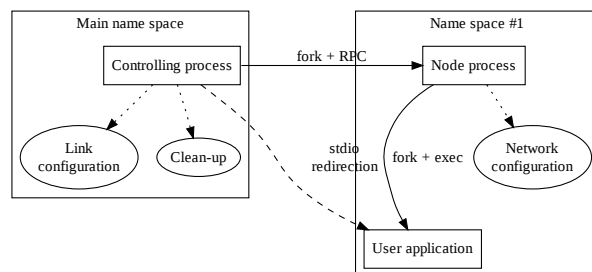 Main name space
Name space #1
Controlling process
fork + RPC
Node process
Link
configuration
Clean-up
stdio
redirection
fork + exec
Network
configuration
User application